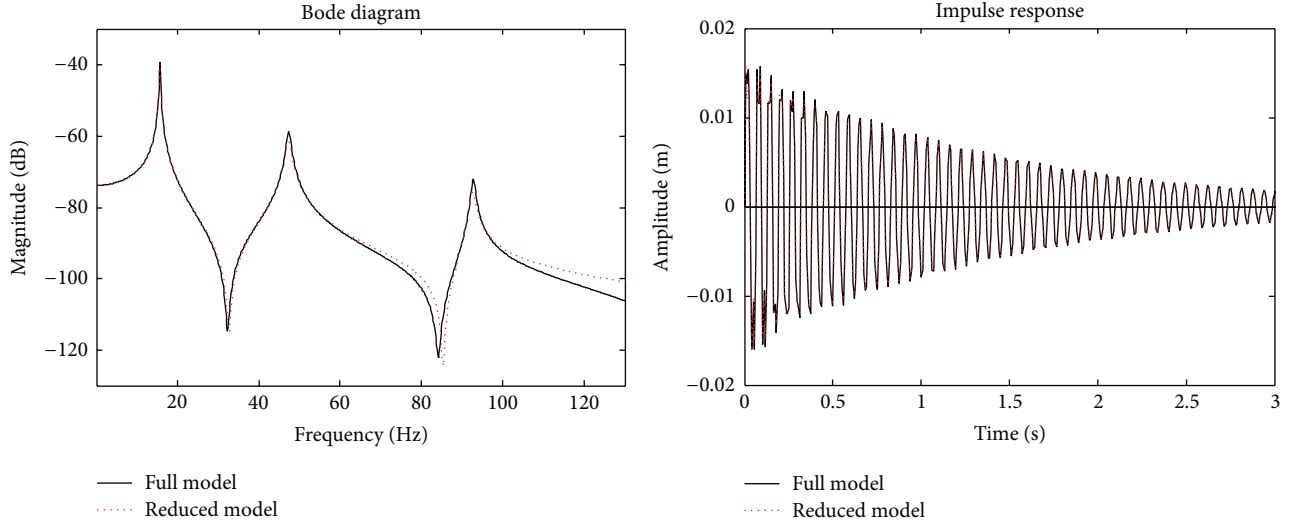 Bode diagram
−40
−60
−80
−100
−120
Magnitude (dB)
20 40 60 80 100 120
Frequency (Hz)
Full model
Reduced model
Impulse response
0.02
0.01
0
−0.01
−0.02
Amplitude (m)
0 0.5 1 1.5 2 2.5 3
Time (s)
Full model
Reduced model